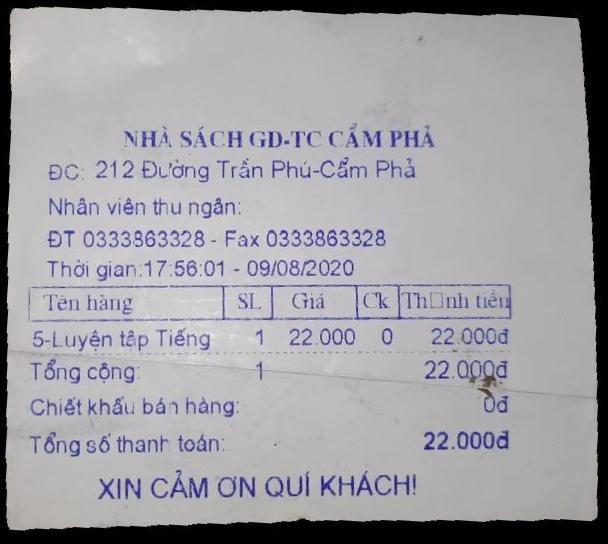 NHÀ SÁCH GD-TC CẨM PHẢ
ĐC: 212 Đường Trần Phú-Cẩm Phả
Nhân viên thu ngân:
ĐT 0333863328 - Fax 0333863328
Thời gian:17:56:01 - 09/08/2020
Tên hàng SL Giá Ck Th□nh tiền
5-Luyện tập Tiếng 1 22.000 0 22.000đ
Tổng cộng: 1 22.000đ
Chiết khấu bán hàng: 0đ
Tổng số thanh toán: 22.000đ
XIN CẢM ƠN QUÍ KHÁCH!